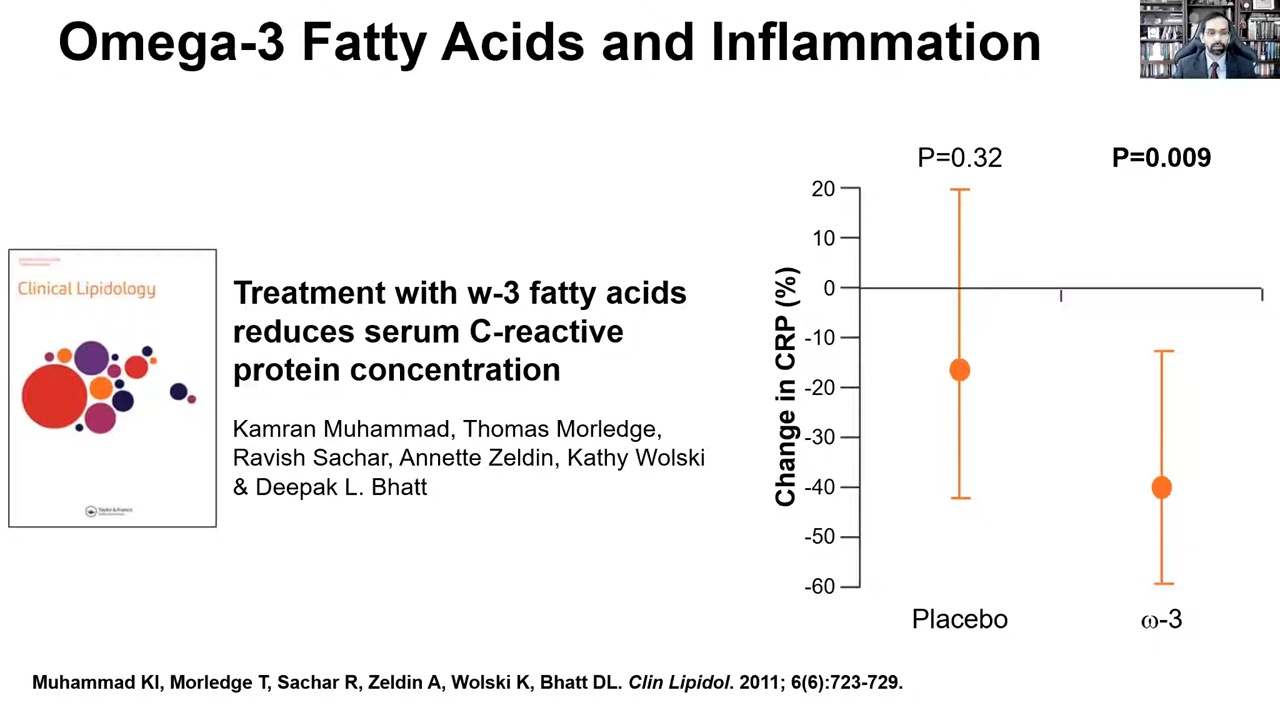 Omega-3 Fatty Acids and Inflammation
Clinical Lipidology
Taylor & Francis
Treatment with w-3 fatty acids
reduces serum C-reactive
protein concentration
Kamran Muhammad, Thomas Morledge,
Ravish Sachar, Annette Zeldin, Kathy Wolski
& Deepak L. Bhatt
P=0.32 P=0.009
Change in CRP (%)
20
10
0
-10
-20
-30
-40
-50
-60
Placebo ω-3
Muhammad KI, Morledge T, Sachar R, Zeldin A, Wolski K, Bhatt DL. Clin Lipidol. 2011; 6(6):723-729.